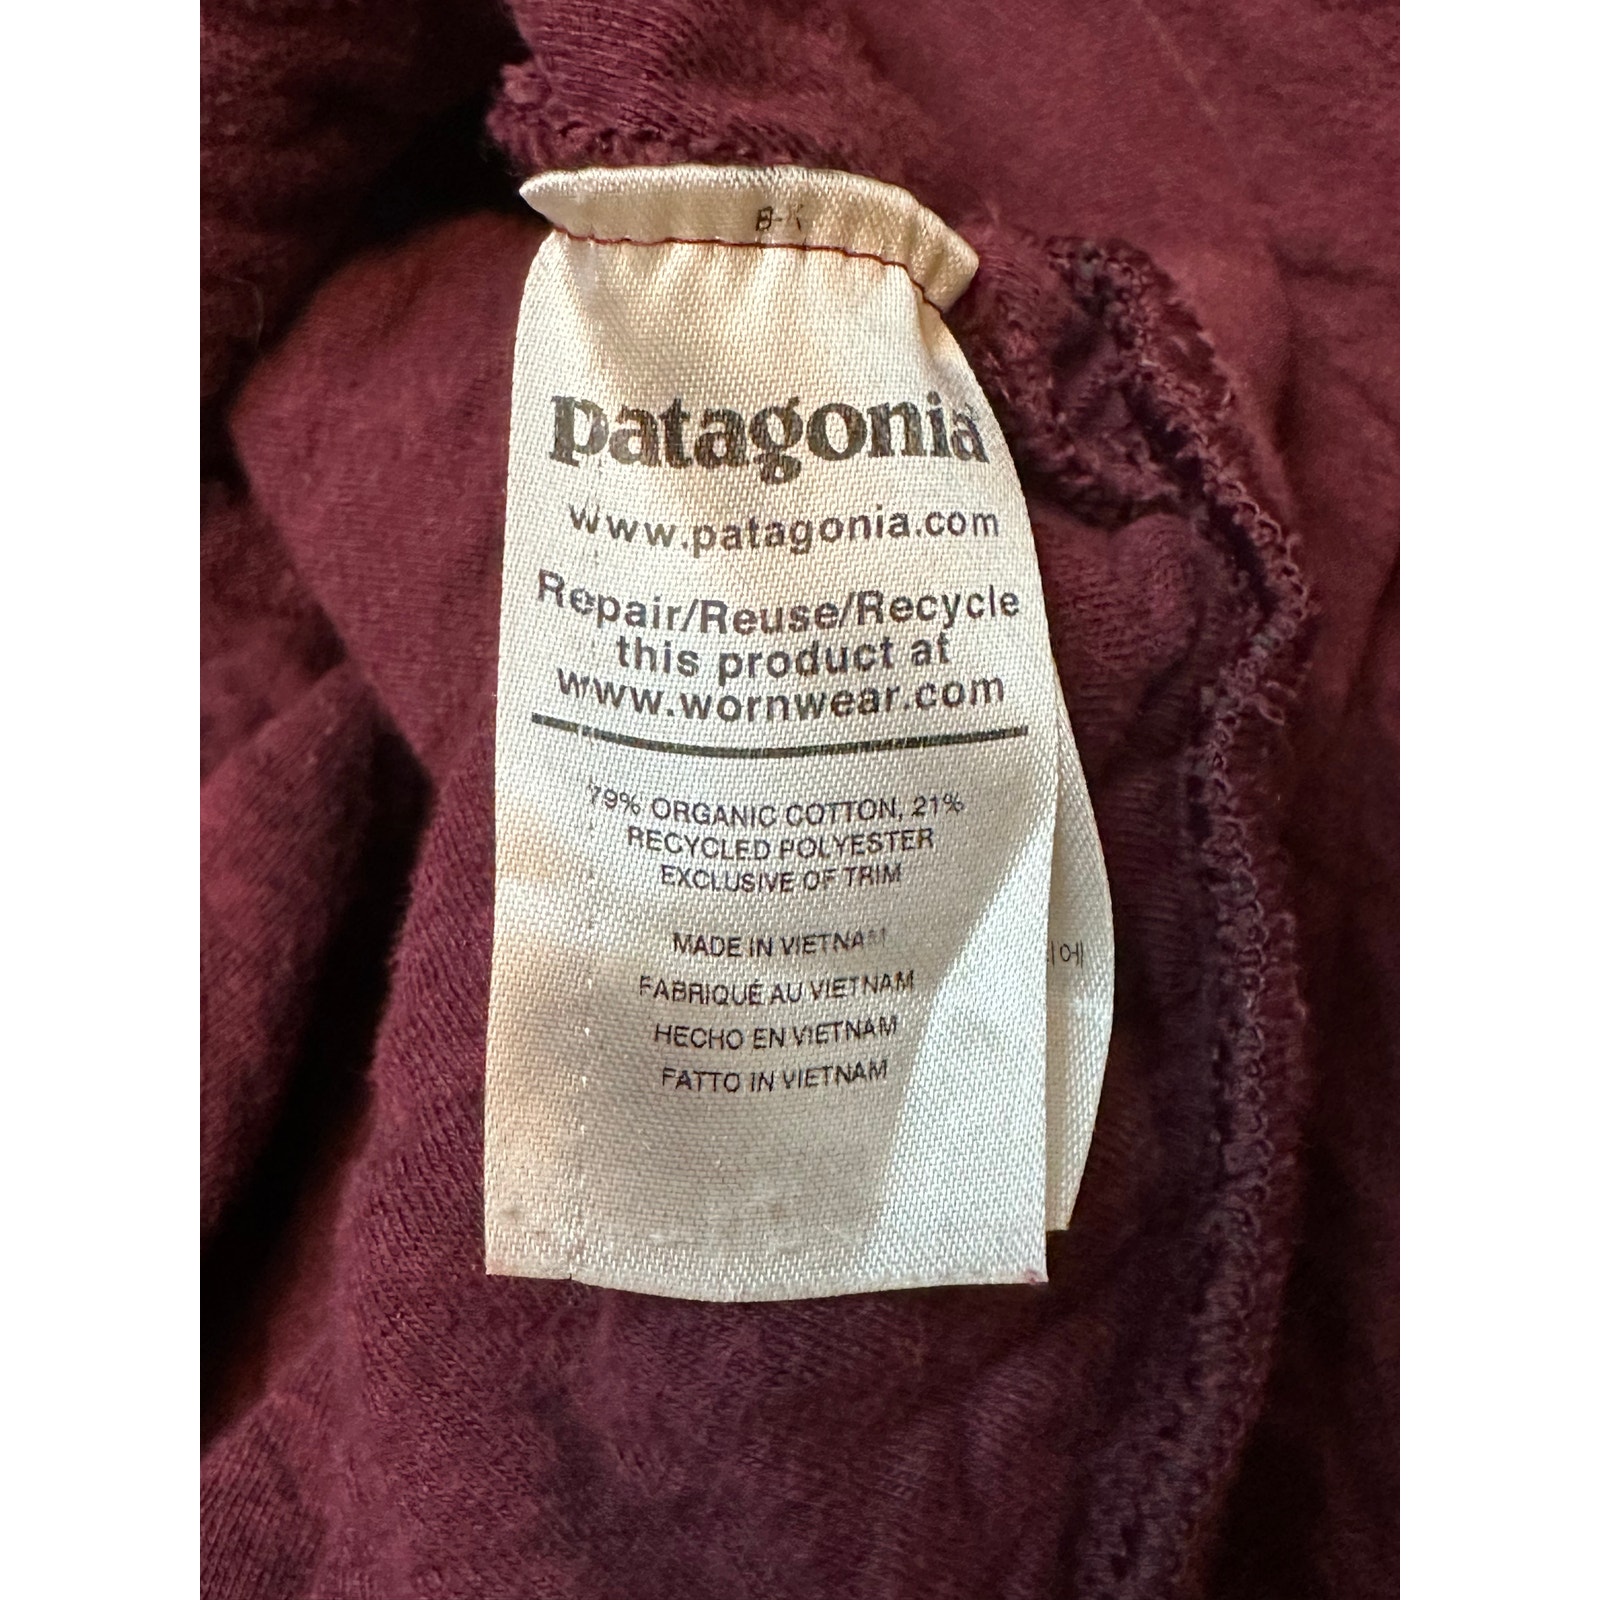 B-K
patagonia
www.patagonia.com
Repair/Reuse/Recycle
this product at
www.wornwear.com
79% ORGANIC COTTON, 21%
RECYCLED POLYESTER
EXCLUSIVE OF TRIM
MADE IN VIETNAM
FABRIQUÉ AU VIETNAM
HECHO EN VIETNAM
FATTO IN VIETNAM